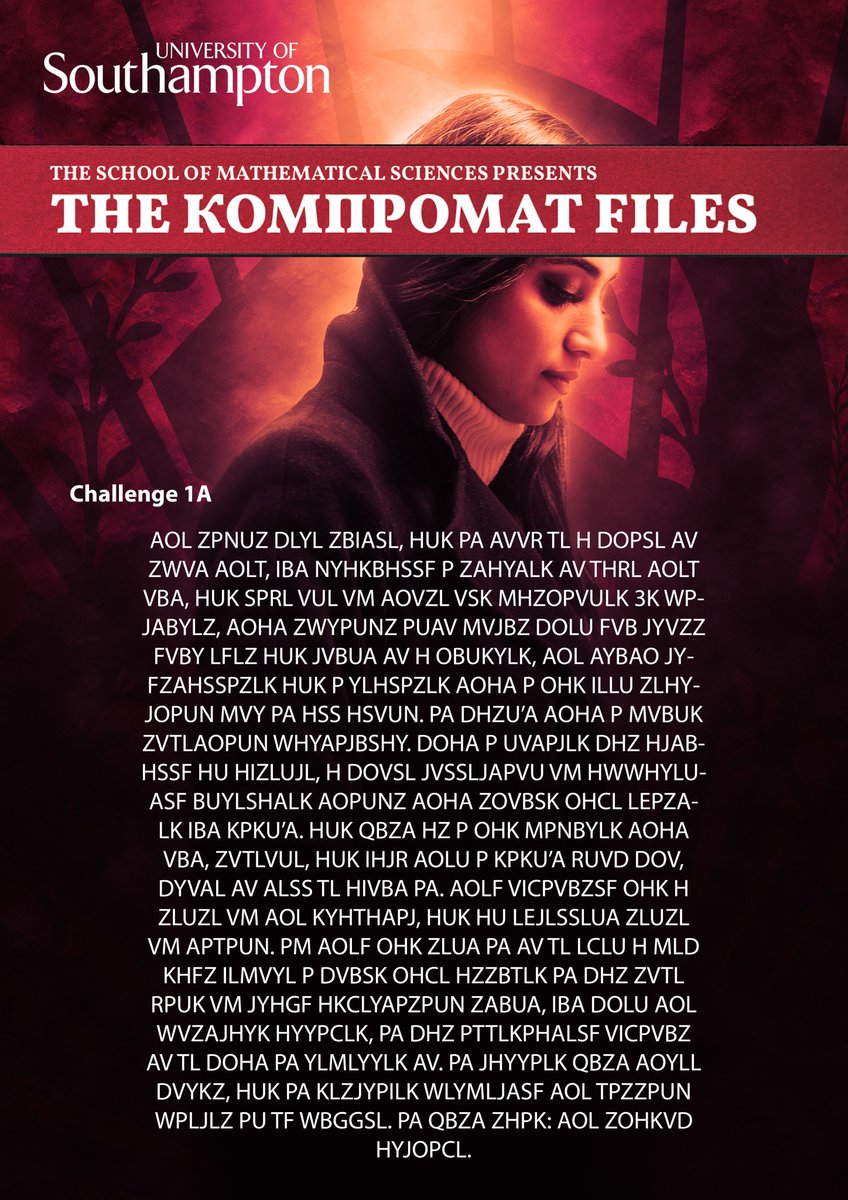 UNIVERSITY OF
Southampton
THE SCHOOL OF MATHEMATICAL SCIENCES PRESENTS
THE КОМПРОМАТ FILES
Challenge 1A
AOL ZPNUZ DLYL ZBIASL, HUK PA AVVR TL H DOPSL AV
ZWVA AOLT, IBA NYHKBHSSF P ZAHYALK AV THRL AOLT
VBA, HUK SPRL VUL VM AOVZL VSK MHZOPVULK 3K WP-
JABYLZ, AOHA ZWYPUNZ PUAV MVJBZ DOLU FVB JYVZZ
FVBY LFLZ HUK JVBUA AV H OBUKYLK, AOL AYBAO JY-
FZAHSSPZLK HUK P YLHSPZLK AOHA P OHK ILLU ZLHY-
JOPUN MVY PA HSS HSVUN. PA DHZU’A AOHA P MVBUK
ZVTLAOPUN WHYAPJBSHY. DOHA P UVAPJLK DHZ HJAB-
HSSF HU HIZLUJL, H DOVSL JVSSLJAPVU VM HWWHYLU-
ASF BUYLSHALK AOPUNZ AOHA ZOVBSK OHCL LEPZA-
LK IBA KPKU’A. HUK QBZA HZ P OHK MPNBYLK AOHA
VBA, ZVTLVUL, HUK IHJR AOLU P KPKU’A RUVD DOV,
DYVAL AV ALSS TL HIVBA PA. AOLF VICPVBZSF OHK H
ZLUZL VM AOL KYHTHAPJ, HUK HU LEJLSSLUA ZLUZL
VM APTPUN. PM AOLF OHK ZLUA PA AV TL LCLU H MLD
KHFZ ILMVYL P DVBSK OHCL HZZBTLK PA DHZ ZVTL
RPUK VM JYHGF HKCLYAPZPUN ZABUA, IBA DOLU AOL
WVZAJHYK HYYPCLK, PA DHZ PTTLKPHALSF VICPVBZ
AV TL DOHA PA YLMLYYLK AV. PA JHYYPLK QBZA AOYLL
DVYKZ, HUK PA KLZJYPILK WLYMLJASF AOL TPZZPUN
WPLJLZ PU TF WBGGSL. PA QBZA ZHPK: AOL ZOHKVD
HYJOPCL.